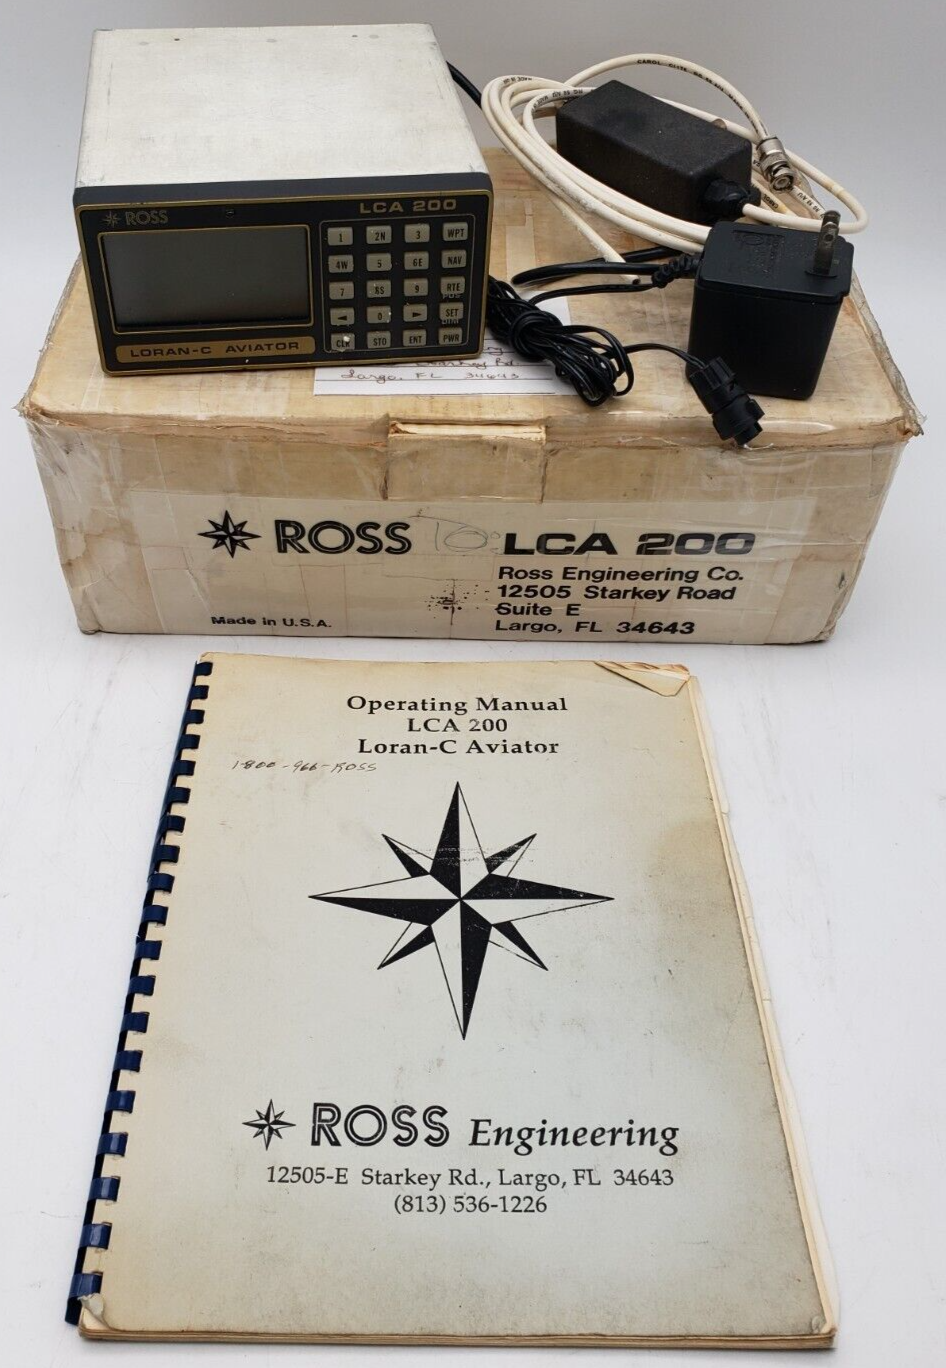 ROSS
LCA 200
1 2N 3 WPT
4W 5 6E NAV
7 8S 9 RTE
POS
◄ 0 ► SET
CLR STO ENT PWR
LORAN-C AVIATOR
Largo, FL 34643
CAROL
ROSS
TO:
LCA 200
Ross Engineering Co.
12505 Starkey Road
Suite E
Largo, FL 34643
Made in U.S.A.
Operating Manual
LCA 200
Loran-C Aviator
1-800-966-ROSS
ROSS Engineering
12505-E Starkey Rd., Largo, FL 34643
(813) 536-1226